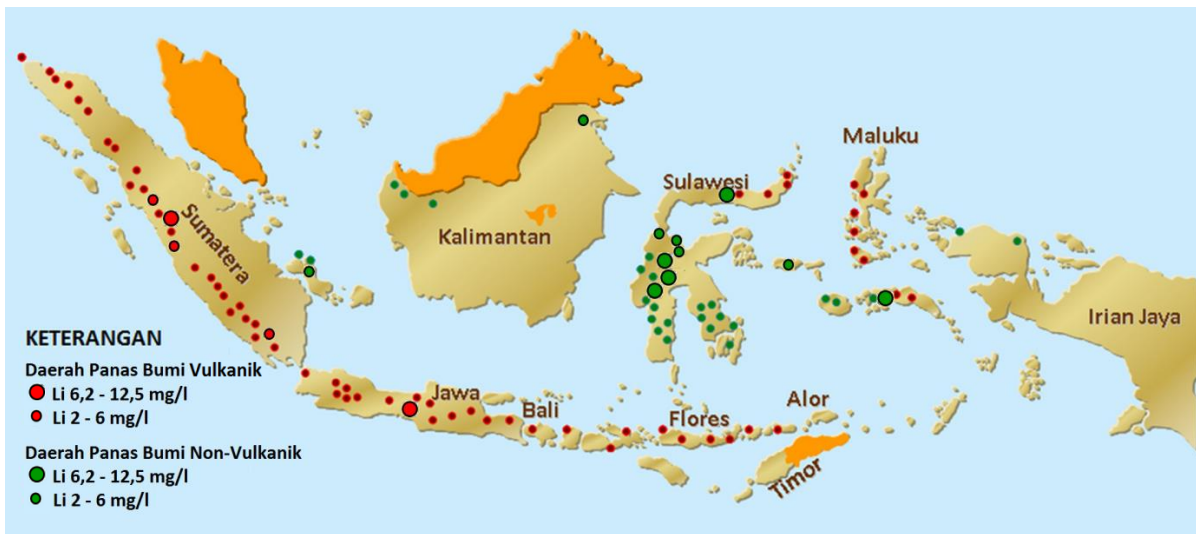 Maluku
Sulawesi
Sumatera
Kalimantan
Irian Jaya
KETERANGAN
Daerah Panas Bumi Vulkanik
Li 6,2 - 12,5 mg/l
Li 2 - 6 mg/l
Daerah Panas Bumi Non-Vulkanik
Li 6,2 - 12,5 mg/l
Li 2 - 6 mg/l
Jawa
Bali
Flores
Alor
Timor